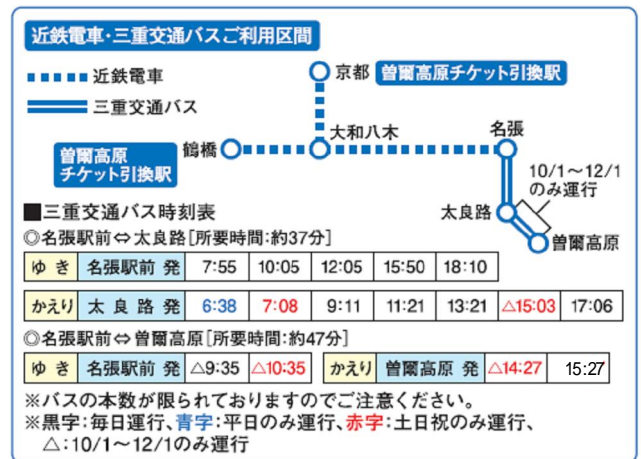 近鉄電車・三重交通バスご利用区間
近鉄電車
三重交通バス
京都 曽爾高原チケット引換駅
大和八木
名張
曽爾高原
チケット引換駅
鶴橋
10/1～12/1
のみ運行
太良路
曽爾高原
■三重交通バス時刻表
◎名張駅前⇔太良路[所要時間:約37分]
ゆき 名張駅前 発 7:55 10:05 12:05 15:50 18:10
かえり 太良路 発 6:38 7:08 9:11 11:21 13:21 △15:03 17:06
◎名張駅前⇔曽爾高原[所要時間:約47分]
ゆき 名張駅前 発 △9:35 △10:35 かえり 曽爾高原 発 △14:27 15:27
※バスの本数が限られておりますのでご注意ください。
※黒字:毎日運行、青字:平日のみ運行、赤字:土日祝のみ運行、
△:10/1～12/1のみ運行